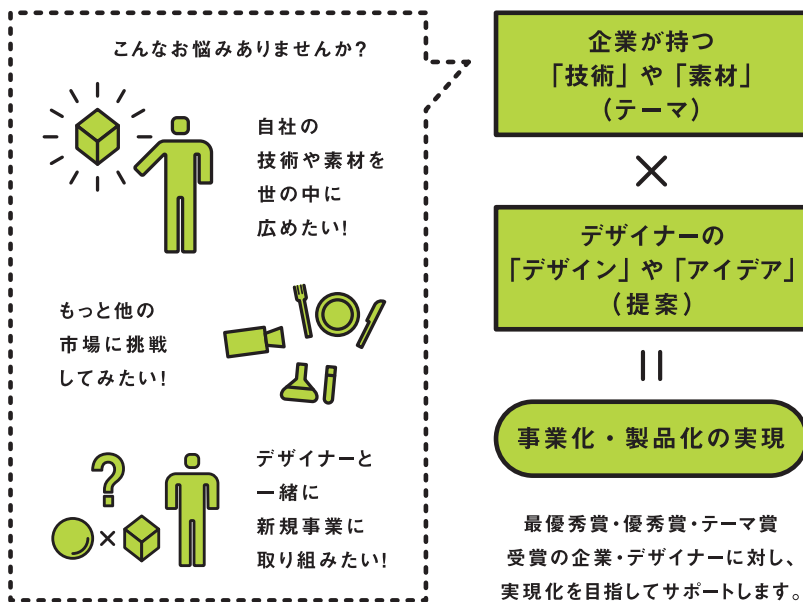 こんなお悩みありませんか?
自社の
技術や素材を
世の中に
広めたい!
もっと他の
市場に挑戦
してみたい!
?
×
デザイナーと
一緒に
新規事業に
取り組みたい!
企業が持つ
「技術」や「素材」
(テーマ)
×
デザイナーの
「デザイン」や「アイデア」
(提案)
=
事業化・製品化の実現
最優秀賞・優秀賞・テーマ賞
受賞の企業・デザイナーに対し、
実現化を目指してサポートします。